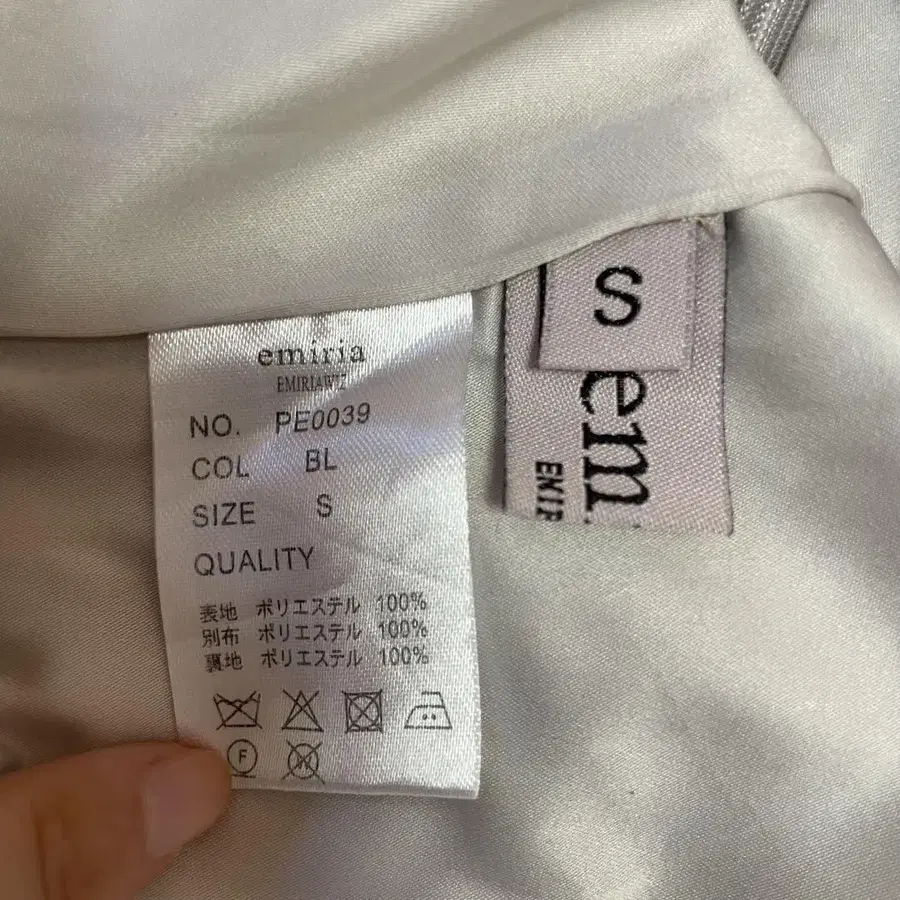 emiria
EMIRIAWIZ
NO. PE0039
COL BL
SIZE S
QUALITY
表地 ポリエステル 100%
別布 ポリエステル 100%
裏地 ポリエステル 100%
F
W
S
em